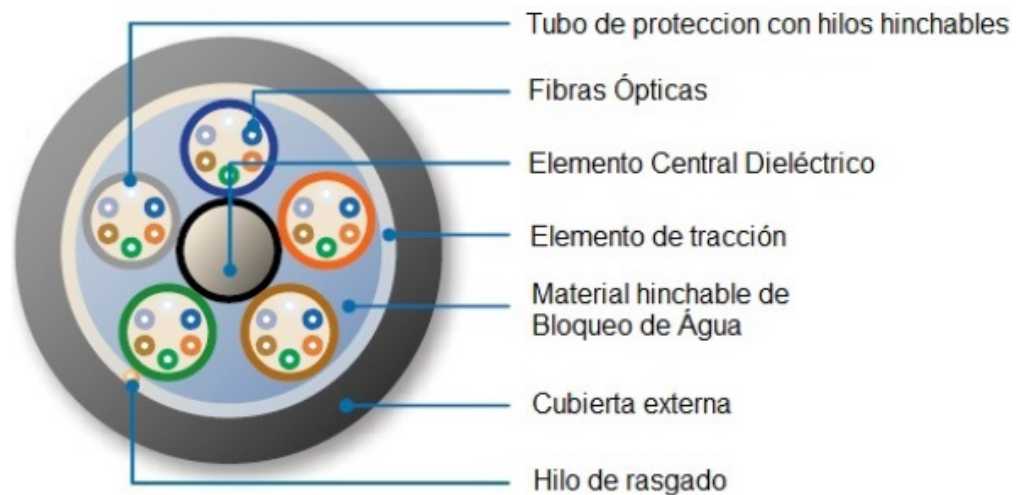 Tubo de proteccion con hilos hinchables
Fibras Ópticas
Elemento Central Dieléctrico
Elemento de tracción
Material hinchable de
Bloqueo de Água
Cubierta externa
Hilo de rasgado